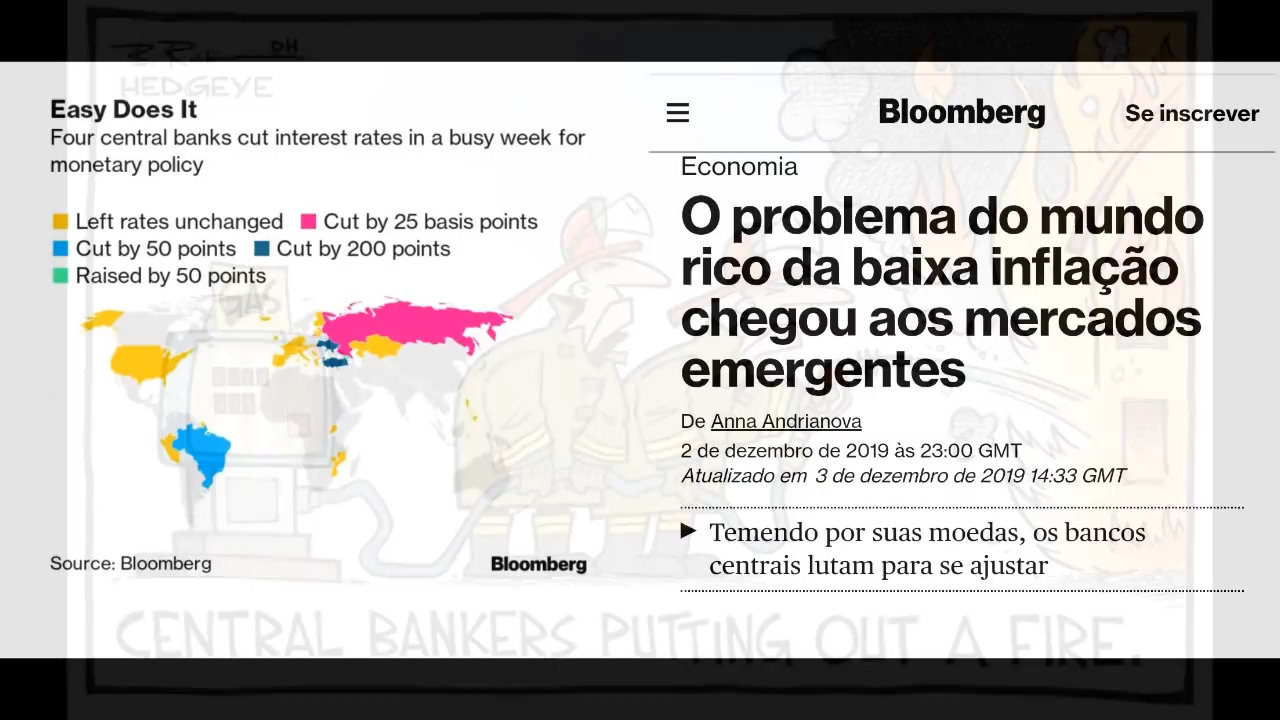 HEDGEYE
Easy Does It
Four central banks cut interest rates in a busy week for
monetary policy
Left rates unchanged Cut by 25 basis points
Cut by 50 points Cut by 200 points
Raised by 50 points
GAS
Source: Bloomberg Bloomberg
Bloomberg Se inscrever
Economia
O problema do mundo
rico da baixa inflação
chegou aos mercados
emergentes
De Anna Andrianova
2 de dezembro de 2019 às 23:00 GMT
Atualizado em 3 de dezembro de 2019 14:33 GMT
Temendo por suas moedas, os bancos
centrais lutam para se ajustar
CENTRAL BANKERS PUTTING OUT A FIRE.